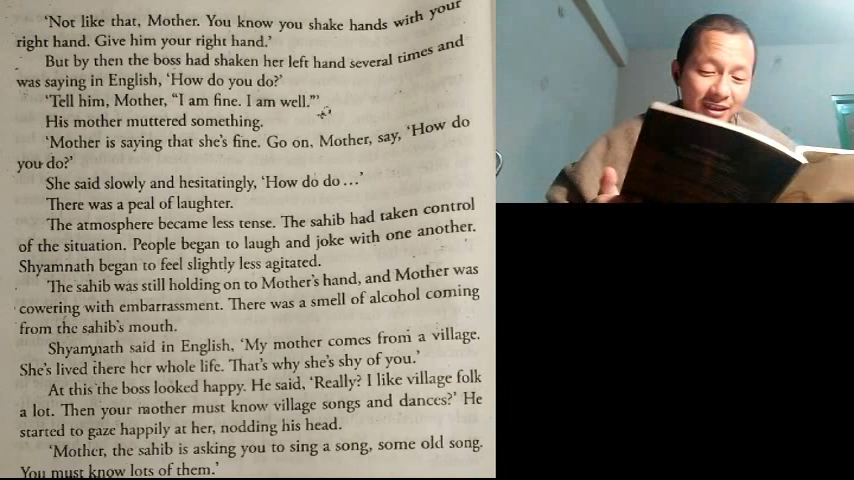 ‘Not like that, Mother. You know you shake hands with your
right hand. Give him your right hand.’
But by then the boss had shaken her left hand several times and
was saying in English, ‘How do you do?’
‘Tell him, Mother, “I am fine. I am well.”’
His mother muttered something.
‘Mother is saying that she’s fine. Go on, Mother, say, ‘How do
you do?’
She said slowly and hesitatingly, ‘How do do …’
There was a peal of laughter.
The atmosphere became less tense. The sahib had taken control
of the situation. People began to laugh and joke with one another.
Shyamnath began to feel slightly less agitated.
The sahib was still holding on to Mother’s hand, and Mother was
cowering with embarrassment. There was a smell of alcohol coming
from the sahib’s mouth.
Shyamnath said in English, ‘My mother comes from a village.
She’s lived there her whole life. That’s why she’s shy of you.’
At this the boss looked happy. He said, ‘Really? I like village folk
a lot. Then your mother must know village songs and dances?’ He
started to gaze happily at her, nodding his head.
‘Mother, the sahib is asking you to sing a song, some old song.
You must know lots of them.’